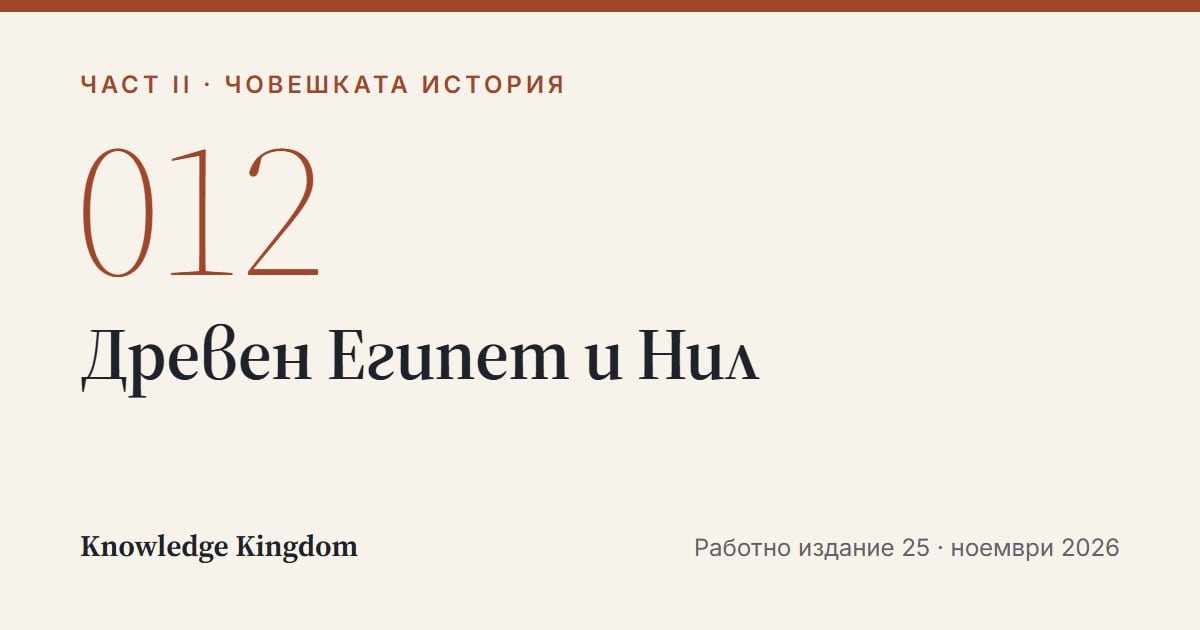 ЧАСТ II · ЧОВЕШКАТА ИСТОРИЯ
012
Древен Египет и Нил
Knowledge Kingdom
Работно издание 25 · ноември 2026